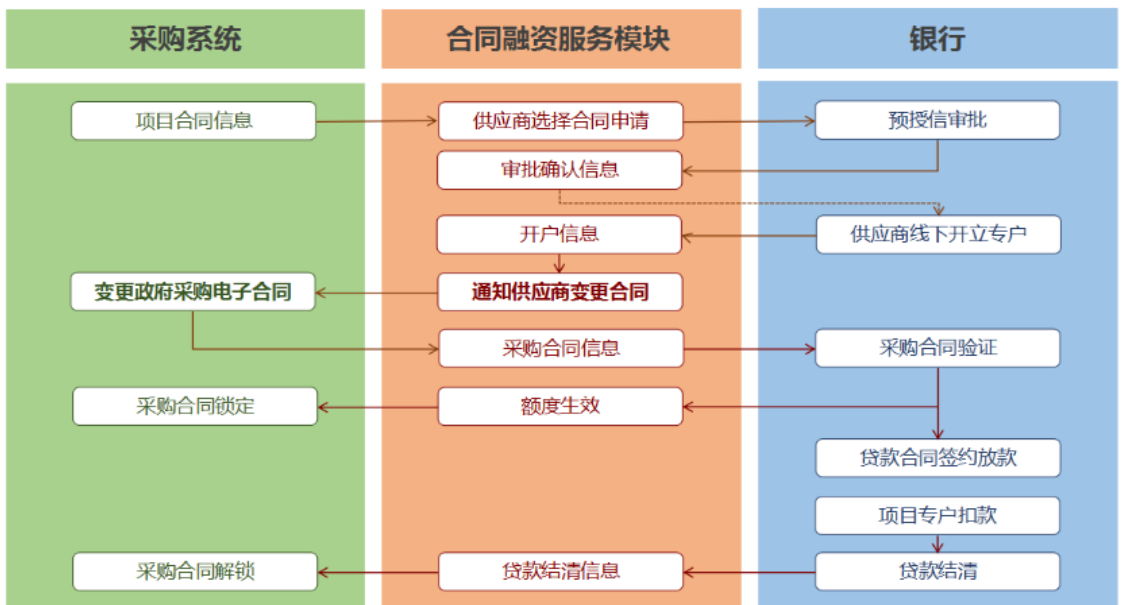 采购系统
合同融资服务模块
银行
项目合同信息
供应商选择合同申请
预授信审批
审批确认信息
开户信息
供应商线下开立专户
变更政府采购电子合同
通知供应商变更合同
采购合同信息
采购合同验证
采购合同锁定
额度生效
贷款合同签约放款
项目专户扣款
采购合同解锁
贷款结清信息
贷款结清